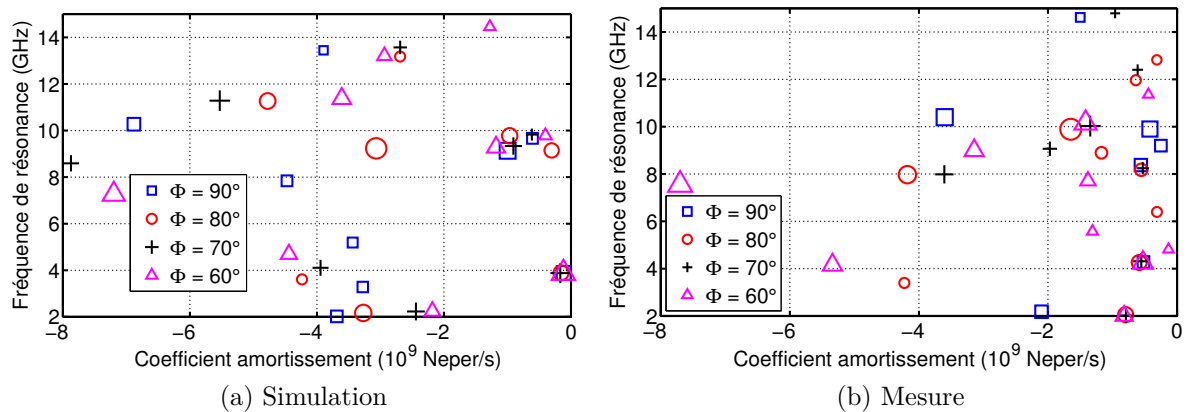 14
12
10
8
6
4
2
Fréquence de résonance (GHz)
Φ = 90°
Φ = 80°
Φ = 70°
Φ = 60°
−8
−6
−4
−2
0
Coefficient amortissement (10⁹ Neper/s)
(a) Simulation
14
12
10
8
6
4
2
Fréquence de résonance (GHz)
Φ = 90°
Φ = 80°
Φ = 70°
Φ = 60°
−8
−6
−4
−2
0
Coefficient amortissement (10⁹ Neper/s)
(b) Mesure